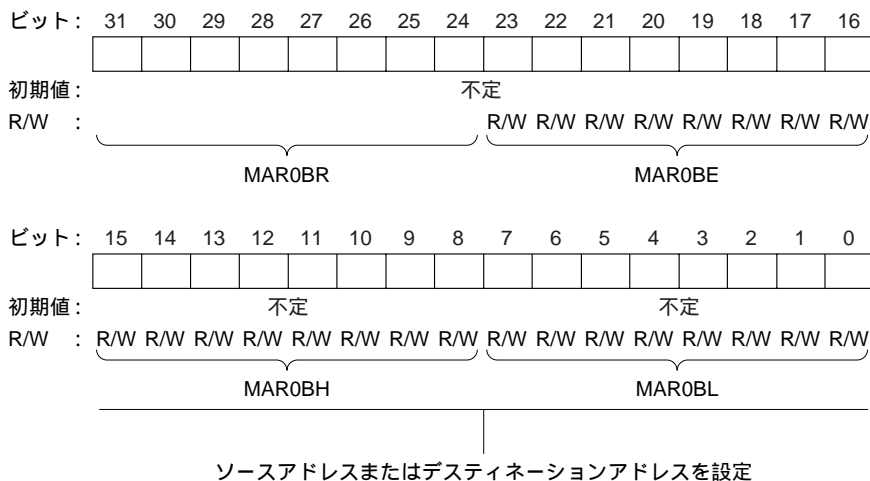 ビット: 31 30 29 28 27 26 25 24 23 22 21 20 19 18 17 16
初期値: 不定
R/W : R/W R/W R/W R/W R/W R/W R/W R/W
MAR0BR MAR0BE
ビット: 15 14 13 12 11 10 9 8 7 6 5 4 3 2 1 0
初期値: 不定 不定
R/W : R/W R/W R/W R/W R/W R/W R/W R/W R/W R/W R/W R/W R/W R/W R/W R/W
MAR0BH MAR0BL
ソースアドレスまたはデスティネーションアドレスを設定